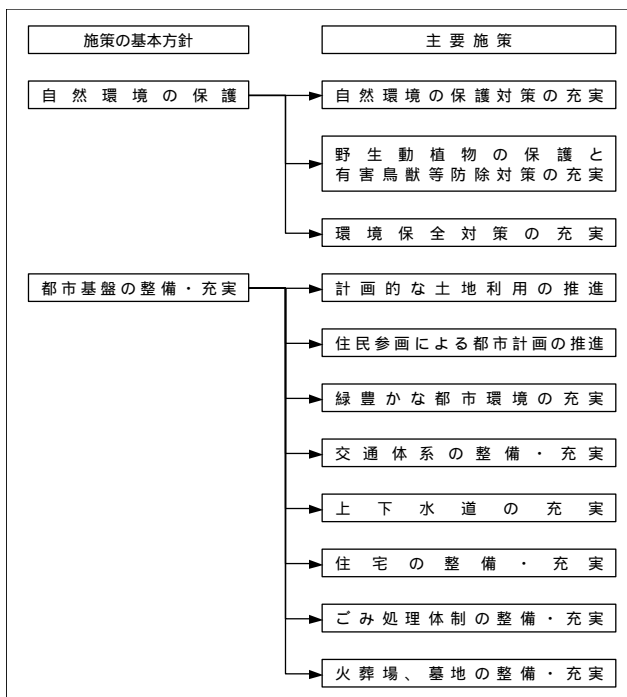 施策の基本方針
主要施策
自然環境の保護
自然環境の保護対策の充実
野生動植物の保護と
有害鳥獣等防除対策の充実
環境保全対策の充実
都市基盤の整備・充実
計画的な土地利用の推進
住民参画による都市計画の推進
緑豊かな都市環境の充実
交通体系の整備・充実
上下水道の充実
住宅の整備・充実
ごみ処理体制の整備・充実
火葬場、墓地の整備・充実